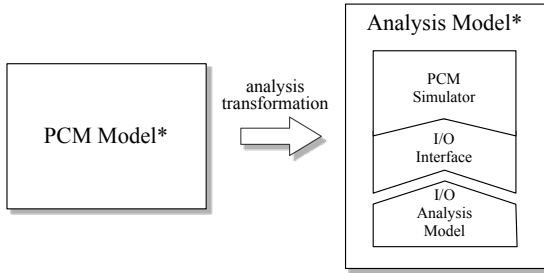 PCM Model*
analysis
transformation
Analysis Model*
PCM
Simulator
I/O
Interface
I/O
Analysis
Model